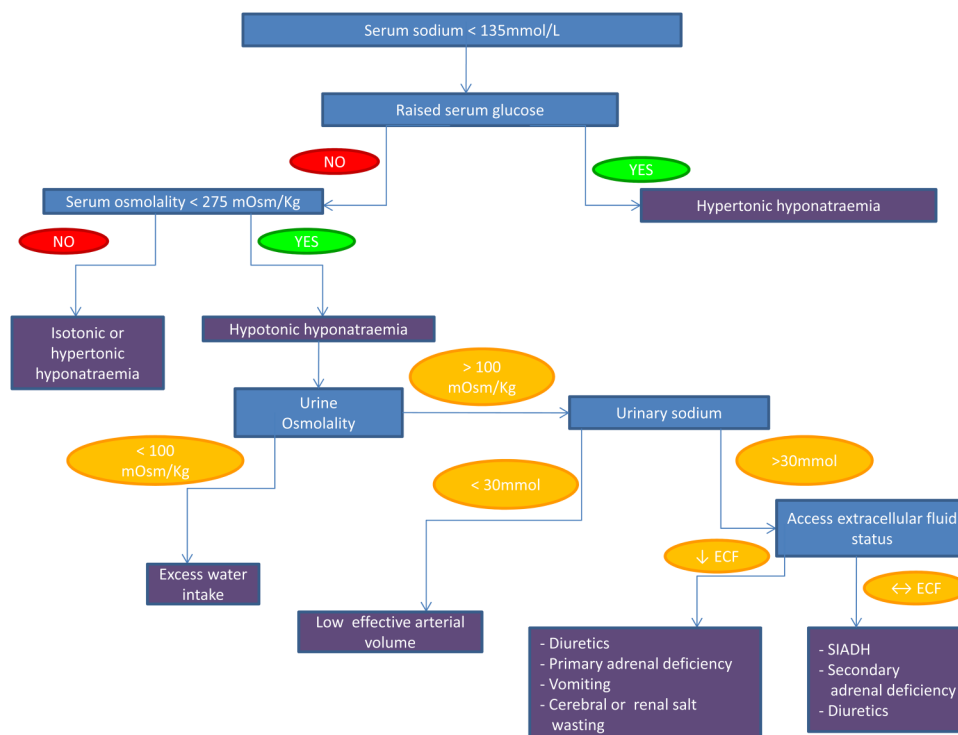 Serum sodium < 135mmol/L
Raised serum glucose
NO
YES
Serum osmolality < 275 mOsm/Kg
Hypertonic hyponatraemia
NO
YES
Isotonic or
hypertonic
hyponatraemia
Hypotonic hyponatraemia
> 100
mOsm/Kg
Urine
Osmolality
Urinary sodium
< 100
mOsm/Kg
< 30mmol
>30mmol
Access extracellular fluid
status
↓ ECF
↔ ECF
Excess water
intake
Low effective arterial
volume
- Diuretics
- Primary adrenal deficiency
- Vomiting
- Cerebral or renal salt
wasting
- SIADH
- Secondary
adrenal deficiency
- Diuretics